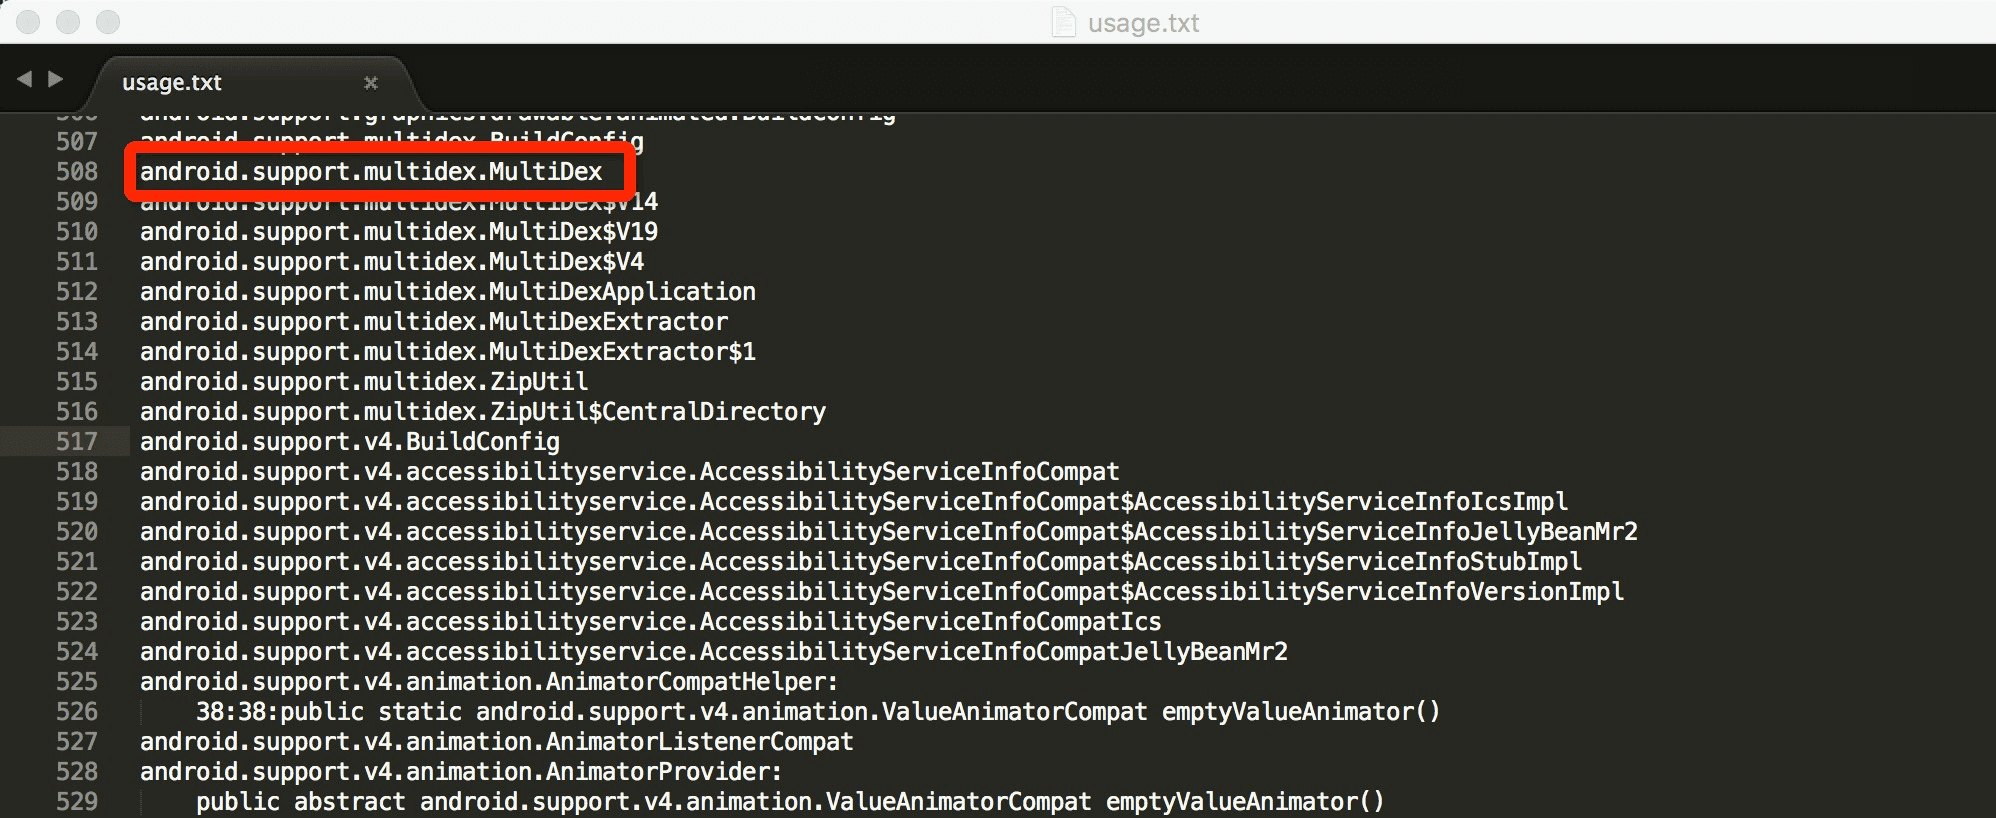 usage.txt
usage.txt
506 android.support.graphics.drawable.animated.BuildConfig
507 android.support.multidex.BuildConfig
508 android.support.multidex.MultiDex
509 android.support.multidex.MultiDex$V14
510 android.support.multidex.MultiDex$V19
511 android.support.multidex.MultiDex$V4
512 android.support.multidex.MultiDexApplication
513 android.support.multidex.MultiDexExtractor
514 android.support.multidex.MultiDexExtractor$1
515 android.support.multidex.ZipUtil
516 android.support.multidex.ZipUtil$CentralDirectory
517 android.support.v4.BuildConfig
518 android.support.v4.accessibilityservice.AccessibilityServiceInfoCompat
519 android.support.v4.accessibilityservice.AccessibilityServiceInfoCompat$AccessibilityServiceInfoIcsImpl
520 android.support.v4.accessibilityservice.AccessibilityServiceInfoCompat$AccessibilityServiceInfoJellyBeanMr2
521 android.support.v4.accessibilityservice.AccessibilityServiceInfoCompat$AccessibilityServiceInfoStubImpl
522 android.support.v4.accessibilityservice.AccessibilityServiceInfoCompat$AccessibilityServiceInfoVersionImpl
523 android.support.v4.accessibilityservice.AccessibilityServiceInfoCompatIcs
524 android.support.v4.accessibilityservice.AccessibilityServiceInfoCompatJellyBeanMr2
525 android.support.v4.animation.AnimatorCompatHelper:
526 38:38:public static android.support.v4.animation.ValueAnimatorCompat emptyValueAnimator()
527 android.support.v4.animation.AnimatorListenerCompat
528 android.support.v4.animation.AnimatorProvider:
529 public abstract android.support.v4.animation.ValueAnimatorCompat emptyValueAnimator()